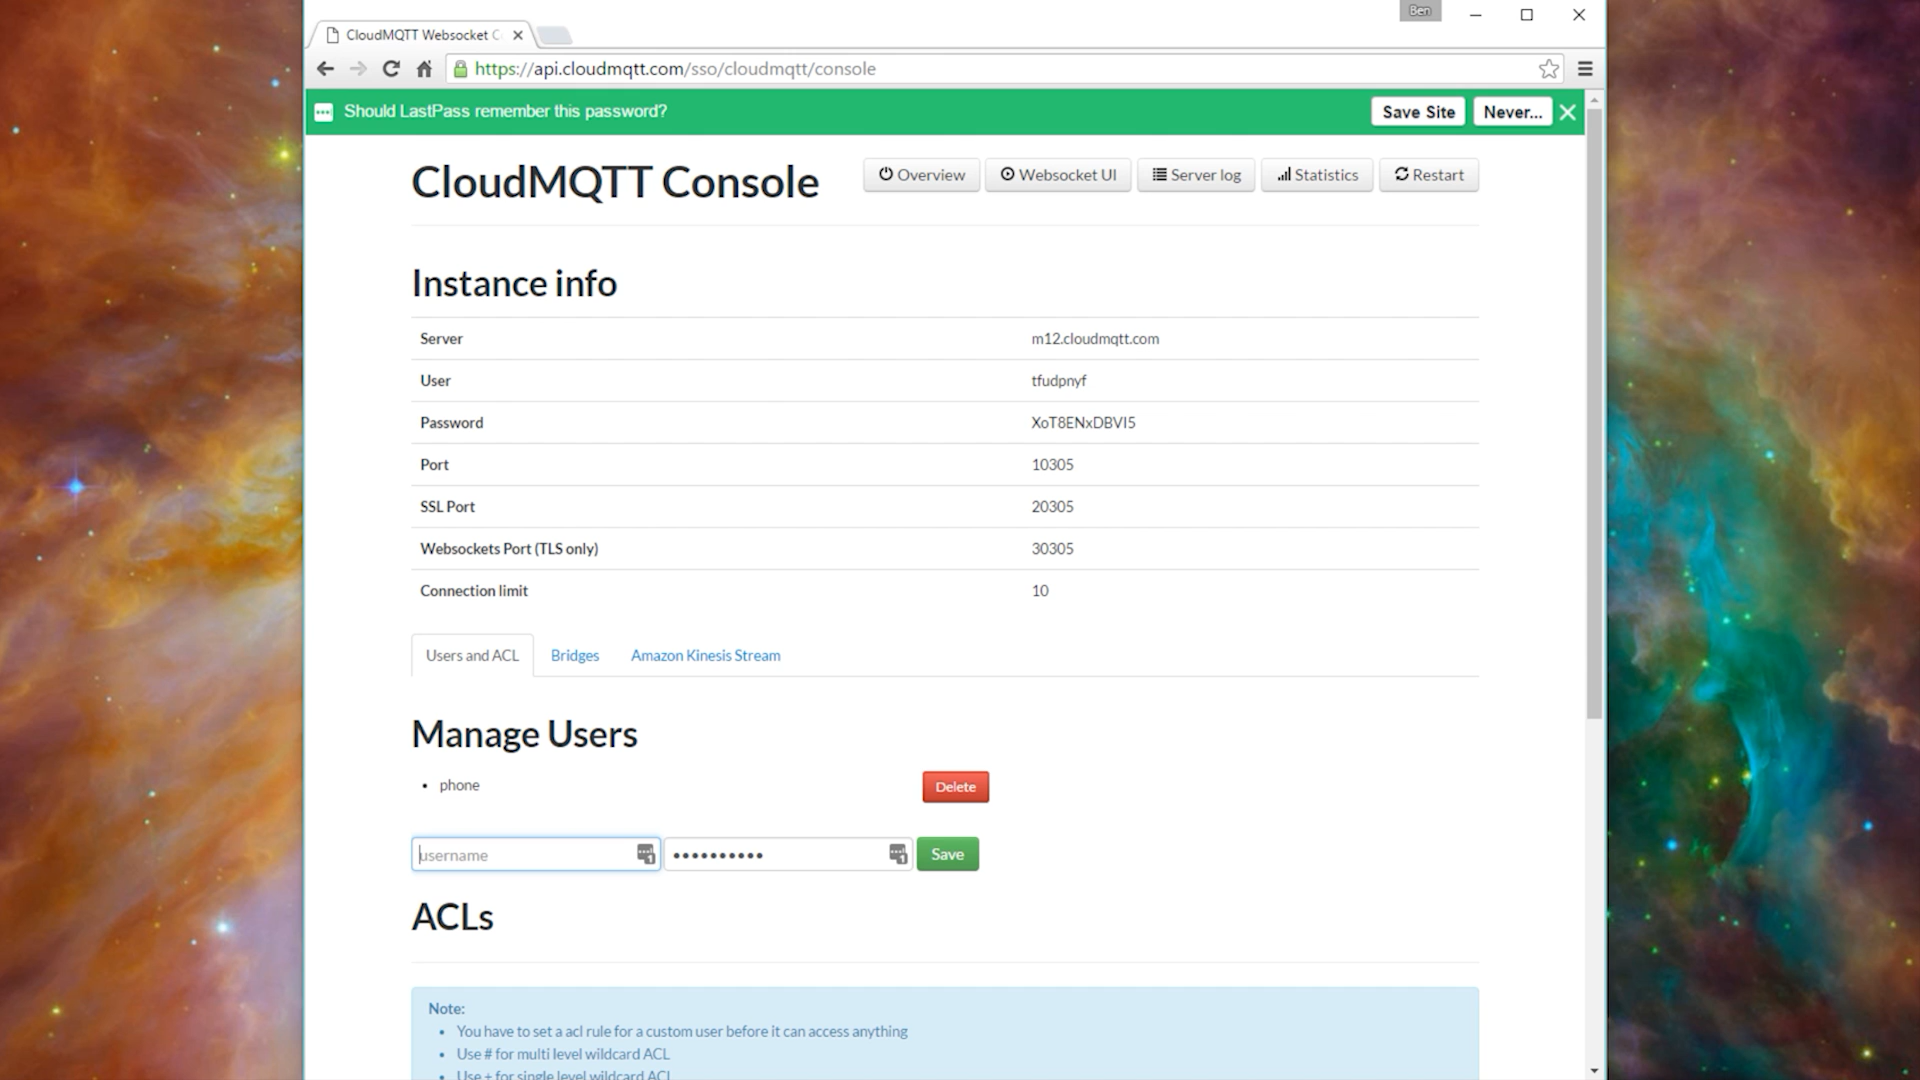 Ben
CloudMQTT Websocket C
https://api.cloudmqtt.com/sso/cloudmqtt/console
Should LastPass remember this password?
Save Site
Never...
CloudMQTT Console
Overview
Websocket UI
Server log
Statistics
Restart
Instance info
Server m12.cloudmqtt.com
User tfudpnyf
Password XoT8ENxDBVI5
Port 10305
SSL Port 20305
Websockets Port (TLS only) 30305
Connection limit 10
Users and ACL Bridges Amazon Kinesis Stream
Manage Users
• phone
Delete
username
••••••••••
Save
ACLs
Note:
• You have to set a acl rule for a custom user before it can access anything
• Use # for multi level wildcard ACL
• Use + for single level wildcard ACL